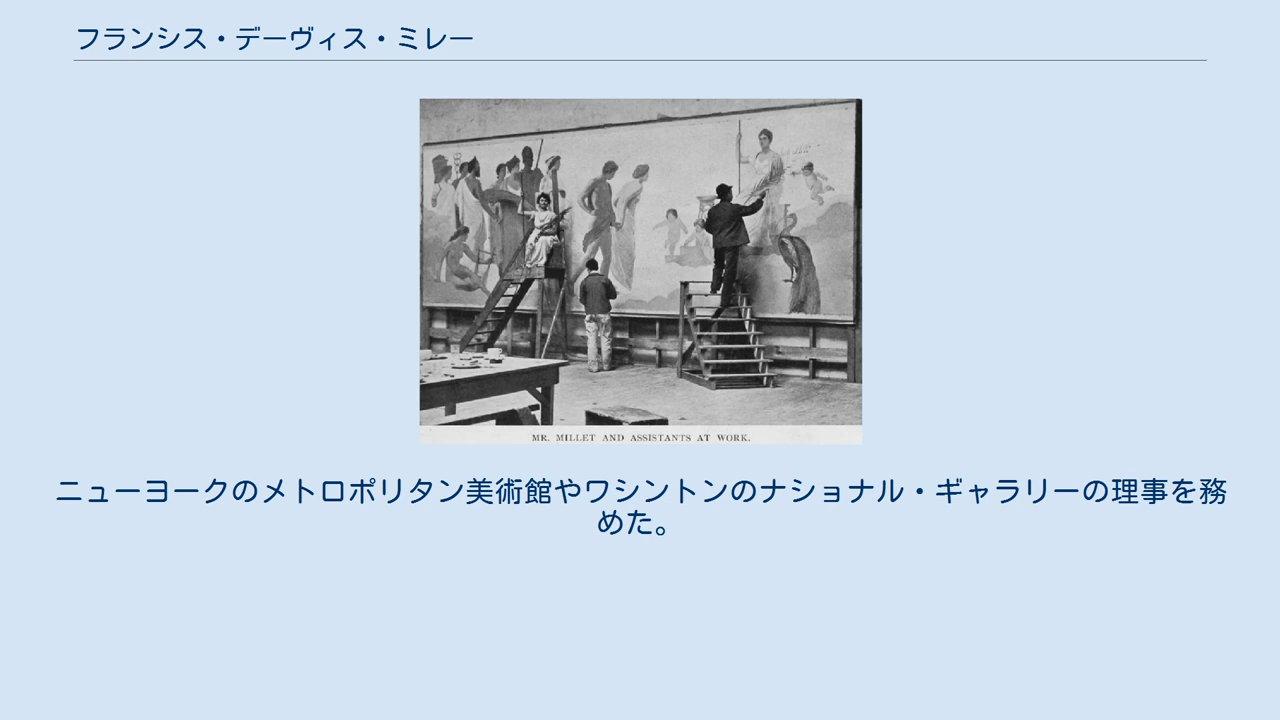 フランシス・デーヴィス・ミレー
MR. MILLET AND ASSISTANTS AT WORK.
ニューヨークのメトロポリタン美術館やワシントンのナショナル・ギャラリーの理事を務
めた。